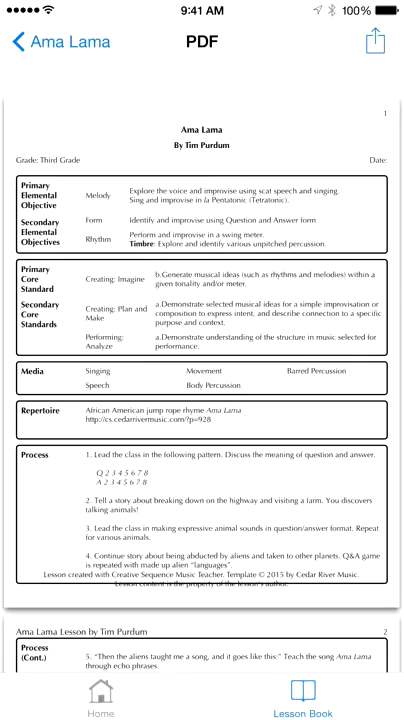 9:41 AM 100%
Ama Lama PDF
1
Ama Lama
By Tim Purdum
Grade: Third Grade Date:
Primary Elemental Objective Melody Explore the voice and improvise using scat speech and singing.
Sing and improvise in la Pentatonic (Tetratonic).
Secondary Elemental Objectives Form Identify and improvise using Question and Answer form.
Rhythm Perform and improvise in a swing meter.
Timbre: Explore and identify various unpitched percussion.
Primary Core Standard Creating: Imagine b.Generate musical ideas (such as rhythms and melodies) within a
given tonality and/or meter.
Secondary Core Standards Creating: Plan and Make a.Demonstrate selected musical ideas for a simple improvisation or
composition to express intent, and describe connection to a specific
purpose and context.
Performing: Analyze a.Demonstrate understanding of the structure in music selected for
performance.
Media Singing Movement Barred Percussion
Speech Body Percussion
Repertoire African American jump rope rhyme Ama Lama
http://cs.cedarrivermusic.com/?p=928
Process 1. Lead the class in the following pattern. Discuss the meaning of question and answer.
Q 2 3 4 5 6 7 8
A 2 3 4 5 6 7 8
2. Tell a story about breaking down on the highway and visiting a farm. You discovers
talking animals!
3. Lead the class in making expressive animal sounds in question/answer format. Repeat
for various animals.
4. Continue story about being abducted by aliens and taken to other planets. Q&A game
is repeated with made up alien "languages".
Lesson created with Creative Sequence Music Teacher. Template © 2015 by Cedar River Music.
Lesson content is the property of the lesson's author.
Ama Lama Lesson by Tim Purdum 2
Process (Cont.) 5. "Then the aliens taught me a song, and it goes like this:" Teach the song Ama Lama
through echo phrases.
Home Lesson Book